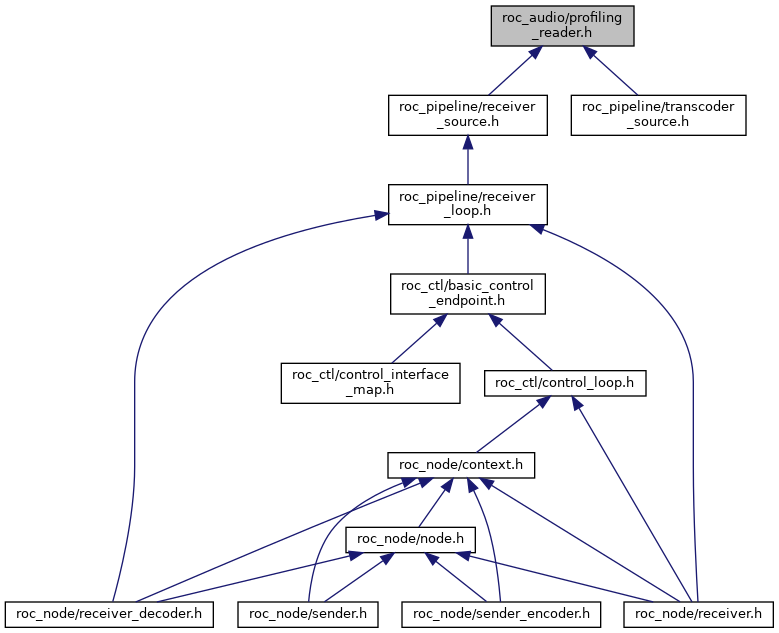 roc_audio/profiling
_reader.h
roc_pipeline/receiver
_source.h
roc_pipeline/transcoder
_source.h
roc_pipeline/receiver
_loop.h
roc_ctl/basic_control
_endpoint.h
roc_ctl/control_interface
_map.h
roc_ctl/control_loop.h
roc_node/context.h
roc_node/node.h
roc_node/receiver_decoder.h
roc_node/sender.h
roc_node/sender_encoder.h
roc_node/receiver.h